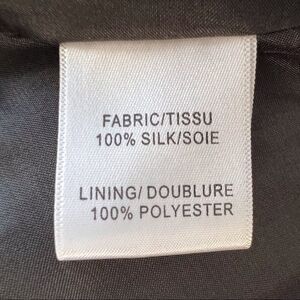 FABRIC/TISSU
100% SILK/SOIE
LINING/ DOUBLURE
100% POLYESTER